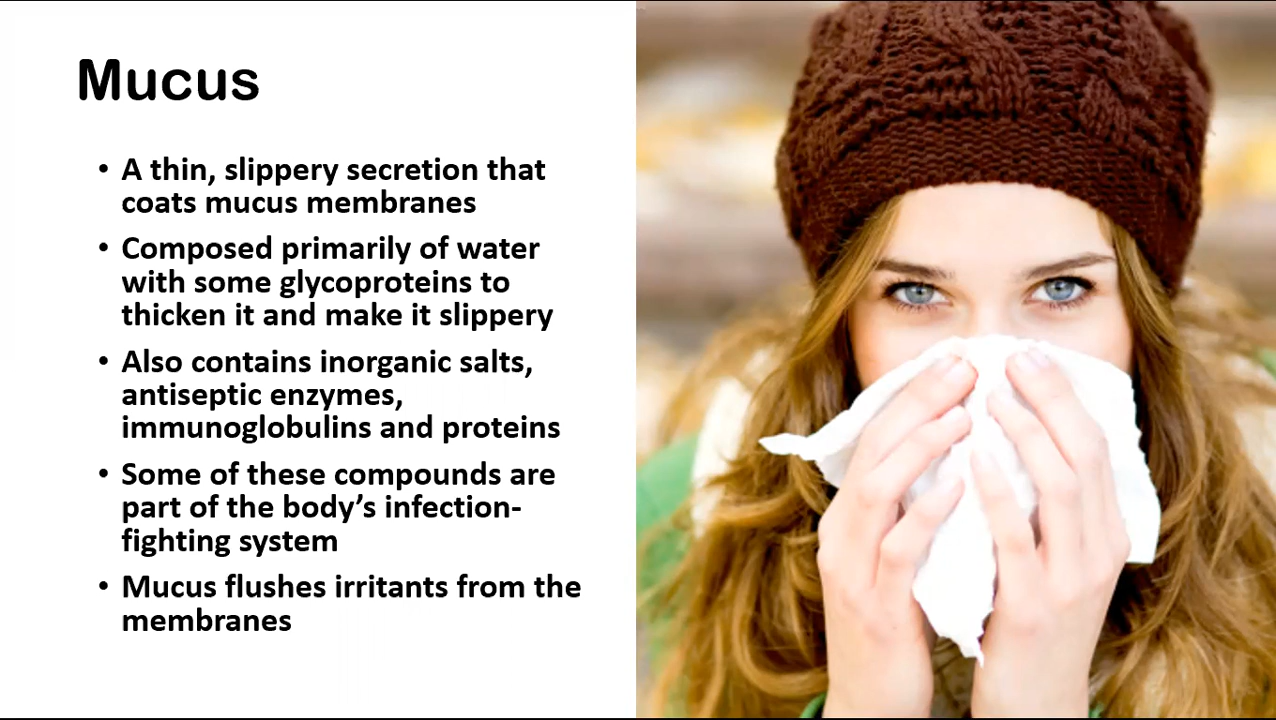 Mucus
• A thin, slippery secretion that
coats mucus membranes
• Composed primarily of water
with some glycoproteins to
thicken it and make it slippery
• Also contains inorganic salts,
antiseptic enzymes,
immunoglobulins and proteins
• Some of these compounds are
part of the body’s infection-
fighting system
• Mucus flushes irritants from the
membranes